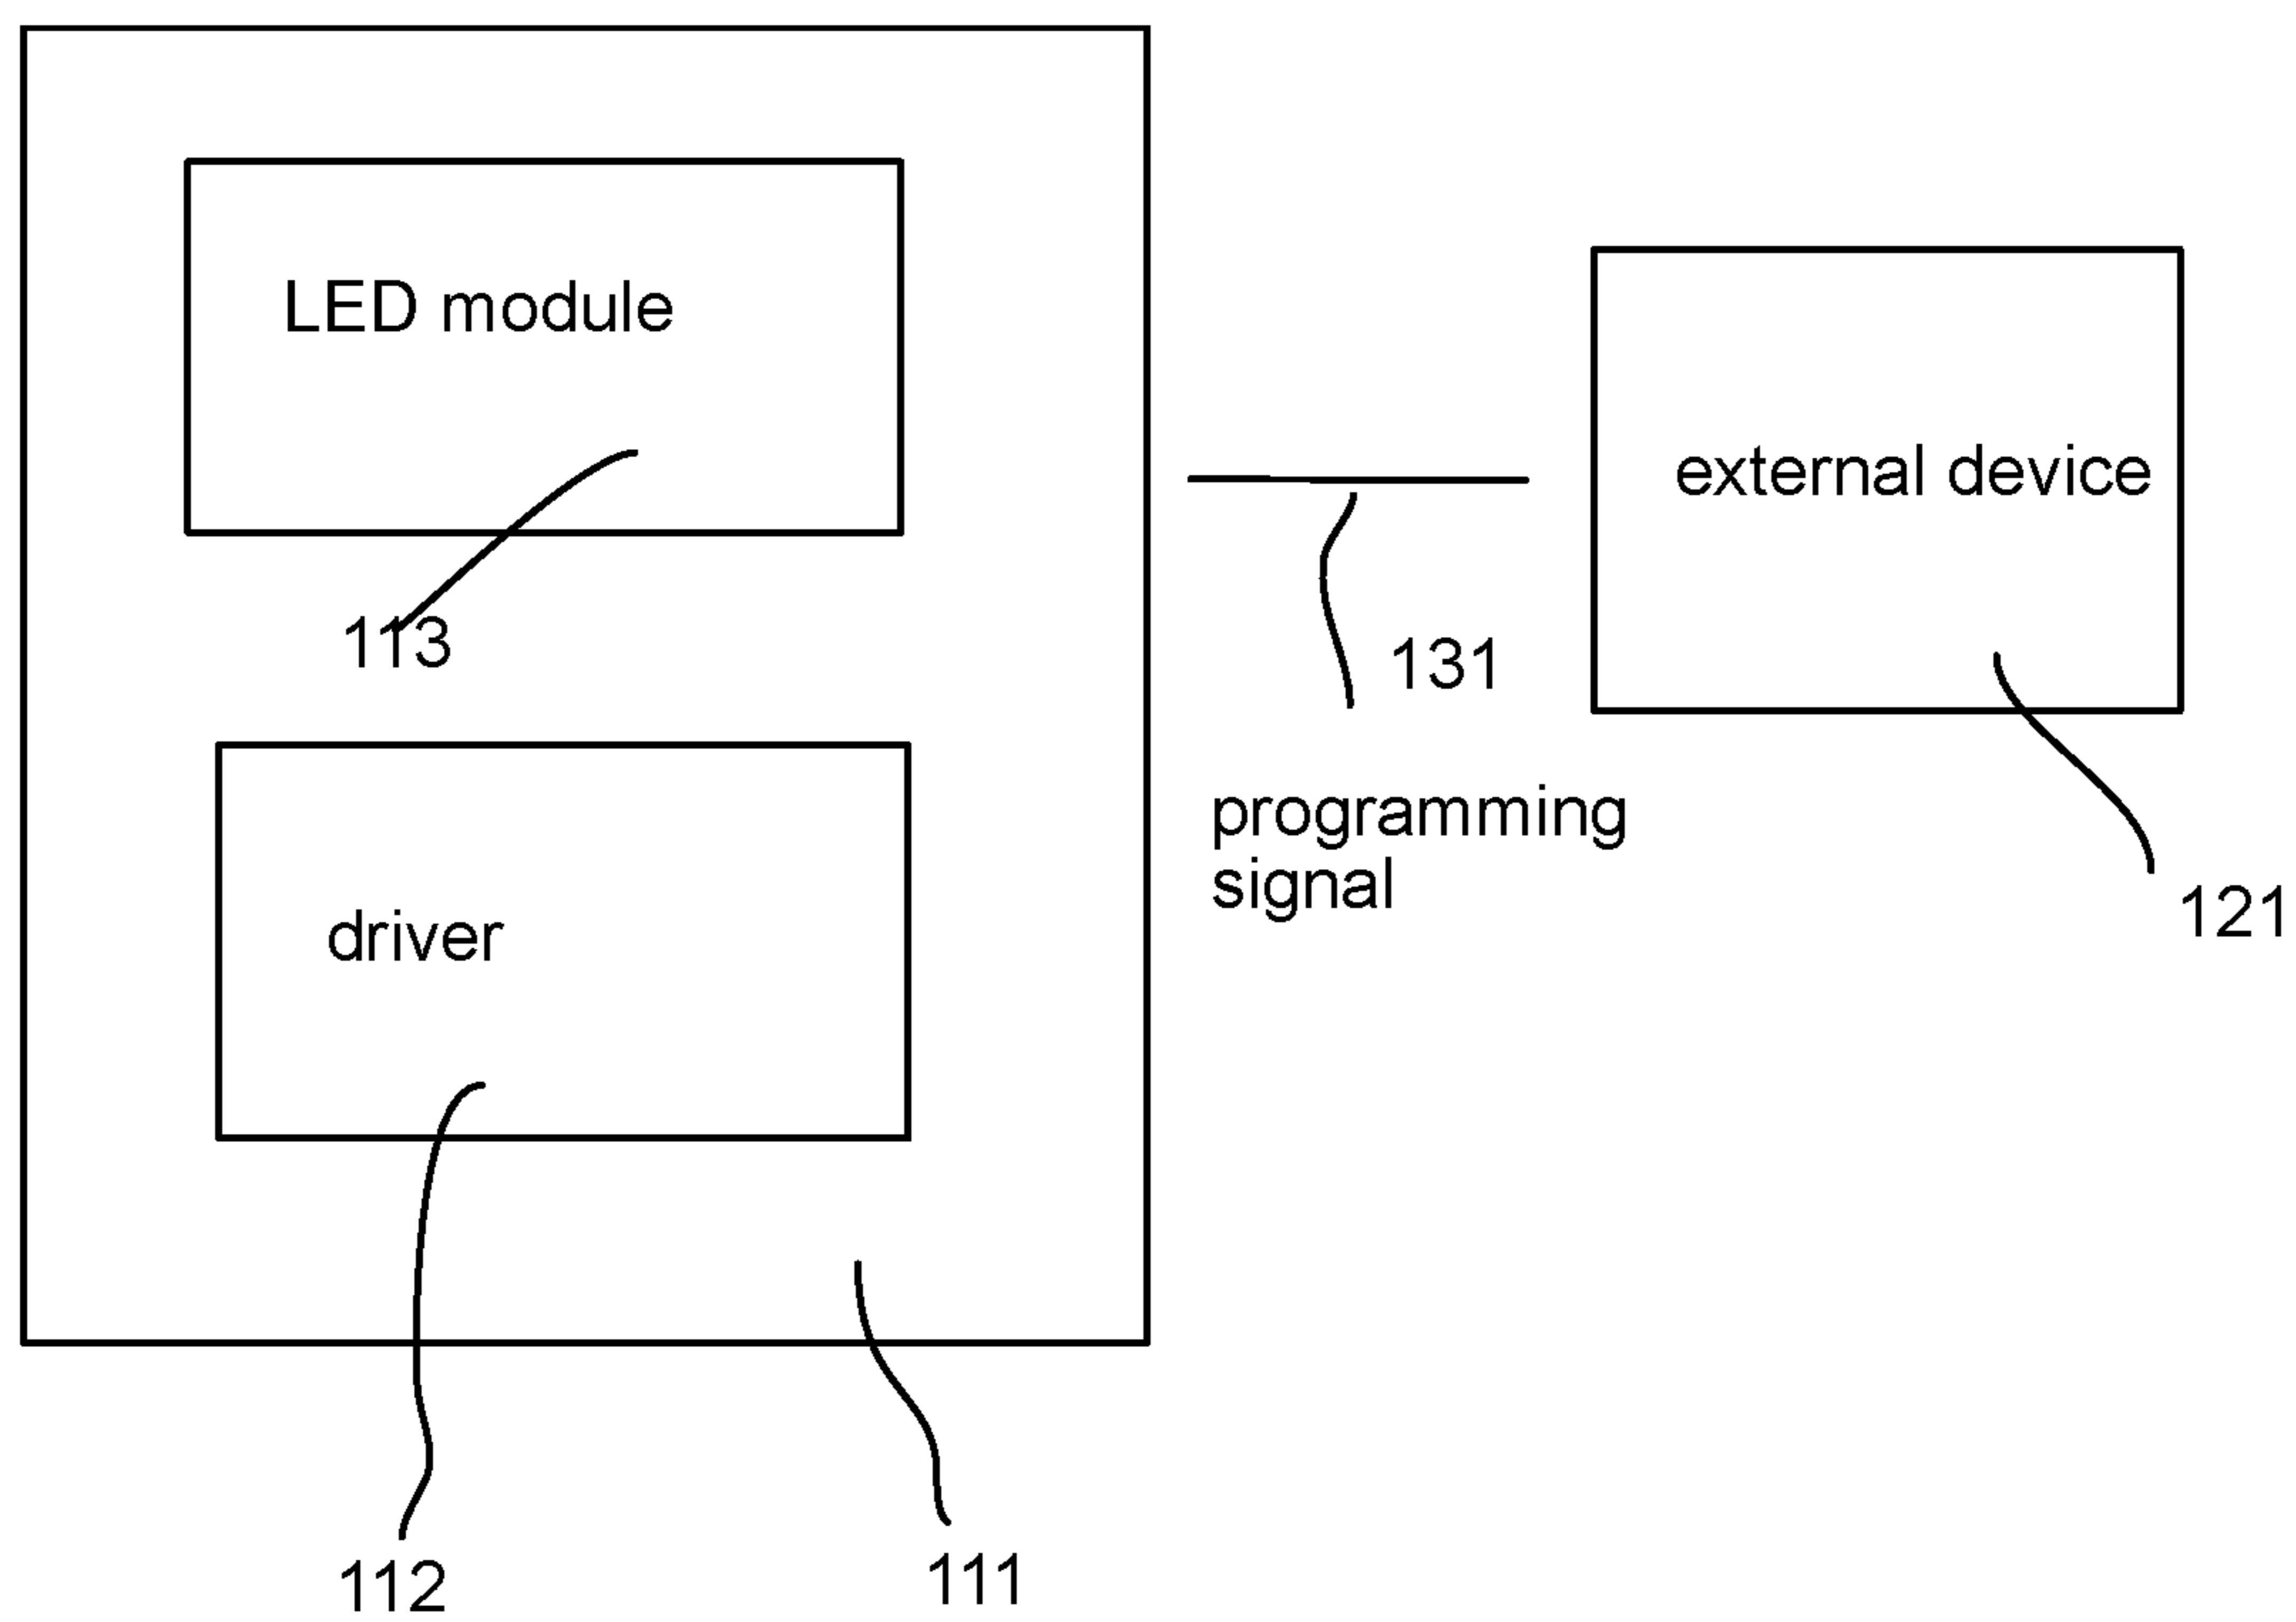 LED module
113
driver
112
111
131
programming
signal
external device
121